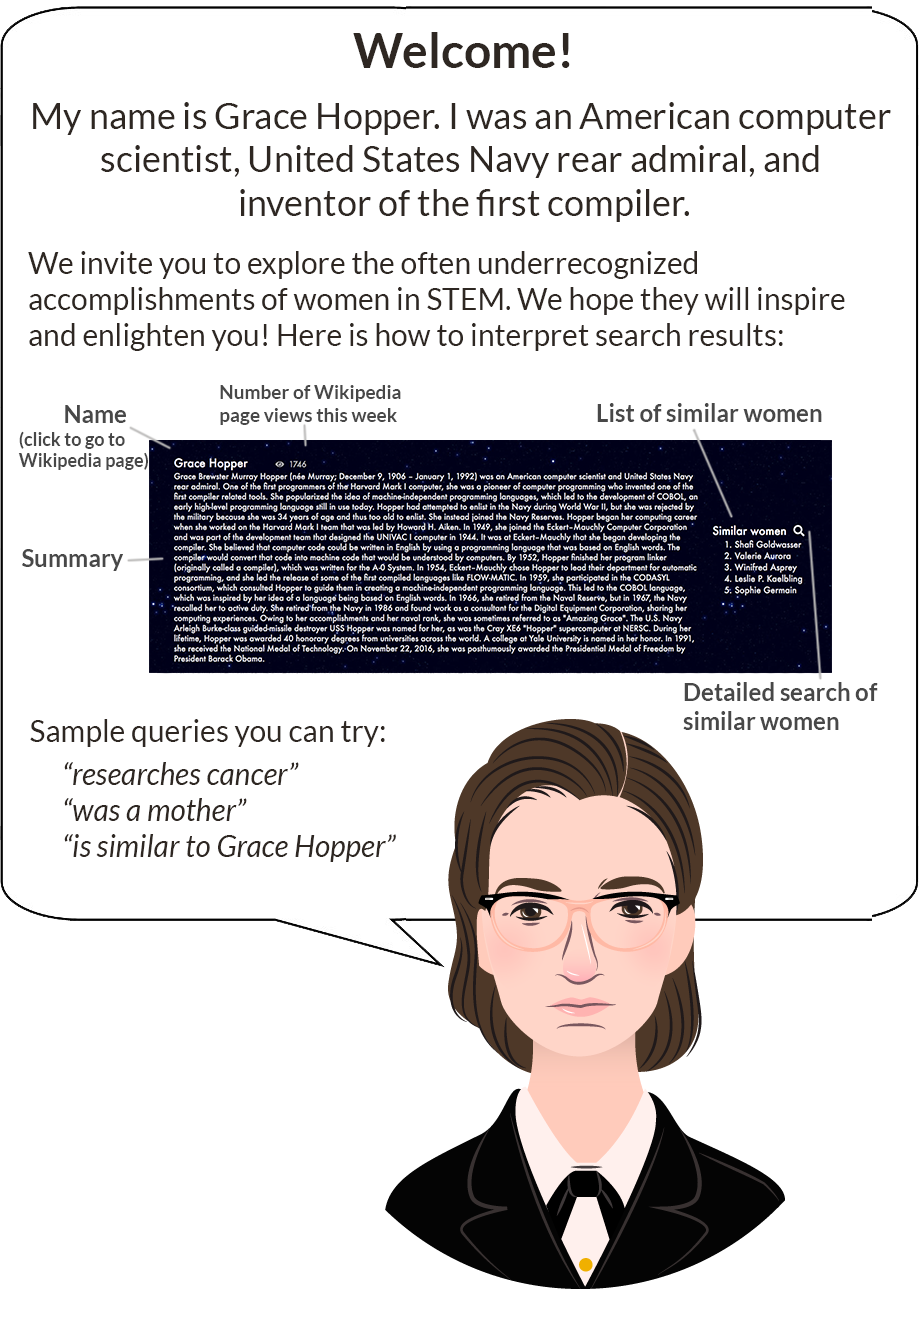 Welcome!
My name is Grace Hopper. I was an American computer
scientist, United States Navy rear admiral, and
inventor of the first compiler.
We invite you to explore the often underrecognized
accomplishments of women in STEM. We hope they will inspire
and enlighten you! Here is how to interpret search results:
Number of Wikipedia
page views this week
Name
(click to go to
Wikipedia page)
List of similar women
Grace Hopper 1746
Grace Brewster Murray Hopper (née Murray; December 9, 1906 – January 1, 1992) was an American computer scientist and United States Navy
rear admiral. One of the first programmers of the Harvard Mark I computer, she was a pioneer of computer programming who invented one of the
first compiler related tools. She popularized the idea of machine-independent programming languages, which led to the development of COBOL, an
early high-level programming language still in use today. Hopper had attempted to enlist in the Navy during World War II, but she was rejected by
the military because she was 34 years of age and thus too old to enlist. She instead joined the Navy Reserves. Hopper began her computing career
when she worked on the Harvard Mark I team that was led by Howard H. Aiken. In 1949, she joined the Eckert–Mauchly Computer Corporation
and was part of the development team that designed the UNIVAC I computer in 1944. It was at Eckert–Mauchly that she began developing the
compiler. She believed that computer code could be written in English by using a programming language that was based on English words. The
compiler would convert that code into machine code that would be understood by computers. By 1952, Hopper finished her program linker
(originally called a compiler), which was written for the A-0 System. In 1954, Eckert–Mauchly chose Hopper to lead their department for automatic
programming, and she led the release of some of the first compiled languages like FLOW-MATIC. In 1959, she participated in the CODASYL
consortium, which consulted Hopper to guide them in creating a machine-independent programming language. This led to the COBOL language,
which was inspired by her idea of a language being based on English words. In 1966, she retired from the Naval Reserve, but in 1967, the Navy
recalled her to active duty. She retired from the Navy in 1986 and found work as a consultant for the Digital Equipment Corporation, sharing her
computing experiences. Owing to her accomplishments and her naval rank, she was sometimes referred to as "Amazing Grace". The U.S. Navy
Arleigh Burke-class guided-missile destroyer USS Hopper was named for her, as was the Cray XE6 "Hopper" supercomputer at NERSC. During her
lifetime, Hopper was awarded 40 honorary degrees from universities across the world. A college at Yale University is named in her honor. In 1991,
she received the National Medal of Technology. On November 22, 2016, she was posthumously awarded the Presidential Medal of Freedom by
President Barack Obama.
Similar women
1. Shafi Goldwasser
2. Valerie Aurora
3. Winifred Asprey
4. Leslie P. Kaelbling
5. Sophie Germain
Summary
Detailed search of
similar women
Sample queries you can try:
“researches cancer”
“was a mother”
“is similar to Grace Hopper”